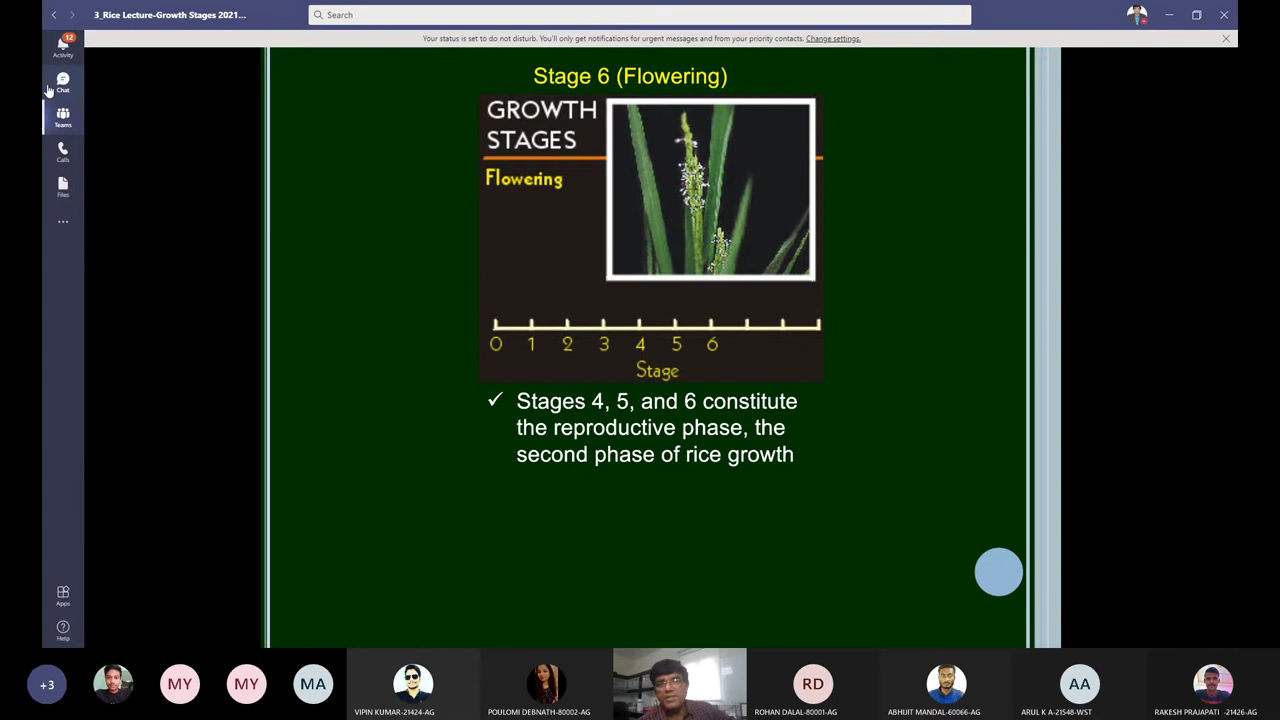 3_Rice Lecture-Growth Stages 2021...
Search
Your status is set to do not disturb. You'll only get notifications for urgent messages and from your priority contacts. Change settings.
12
Activity
Chat
Teams
Calls
Files
...
Apps
Help
Stage 6 (Flowering)
GROWTH
STAGES
Flowering
0 1 2 3 4 5 6
Stage
✓ Stages 4, 5, and 6 constitute
the reproductive phase, the
second phase of rice growth
+3
MY
MY
MA
VIPIN KUMAR-21424-AG
POULOMI DEBNATH-80002-AG
RD
ROHAN DALAL-80001-AG
ABHIJIT MANDAL-60066-AG
AA
ARUL K A-21548-WST
RAKESH PRAJAPATI -21426-AG